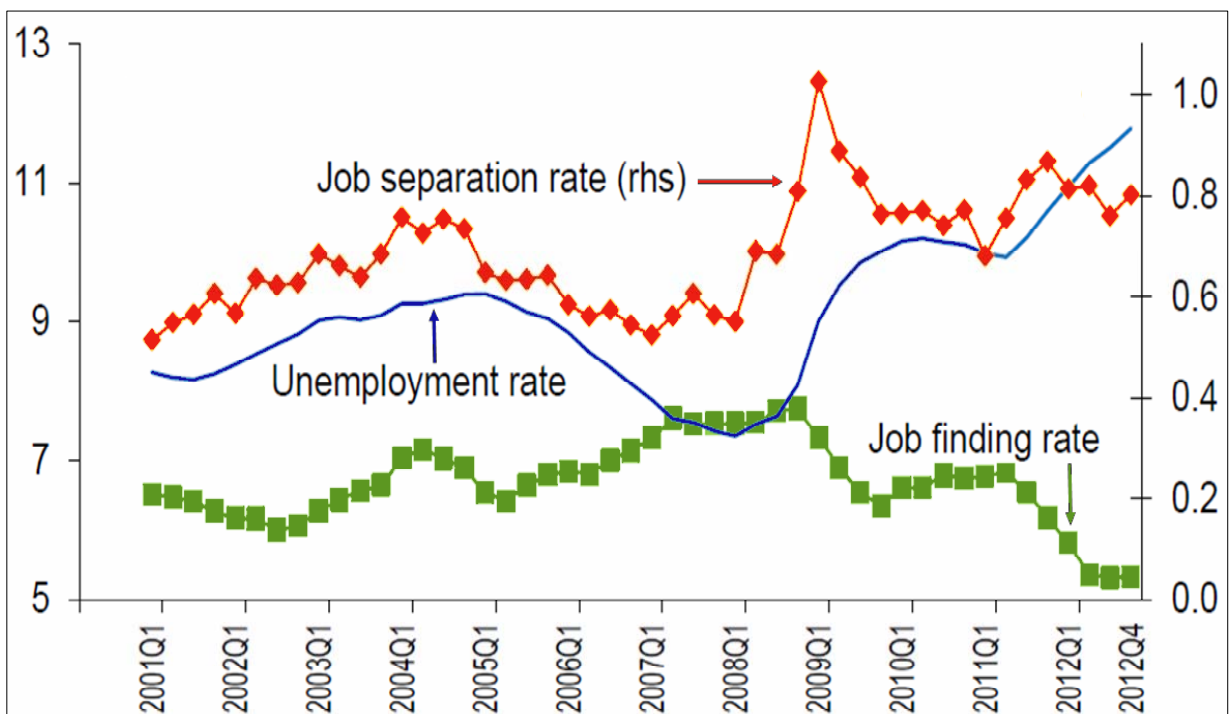 13
11
9
7
5
1.0
0.8
0.6
0.4
0.2
0.0
Job separation rate (rhs)
Unemployment rate
Job finding rate
2001Q1
2002Q1
2003Q1
2004Q1
2005Q1
2006Q1
2007Q1
2008Q1
2009Q1
2010Q1
2011Q1
2012Q1
2012Q4